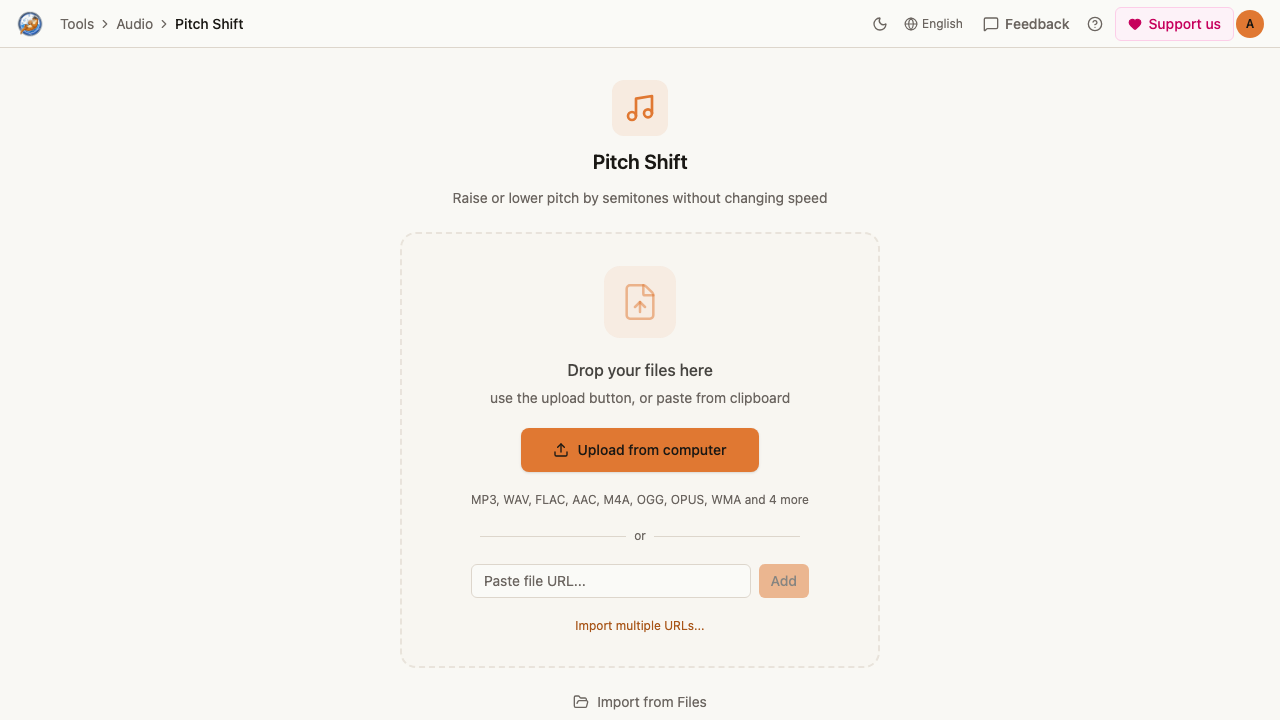 Tools > Audio > Pitch Shift
English
Feedback
Support us
A
Pitch Shift
Raise or lower pitch by semitones without changing speed
Drop your files here
use the upload button, or paste from clipboard
Upload from computer
MP3, WAV, FLAC, AAC, M4A, OGG, OPUS, WMA and 4 more
or
Paste file URL...
Add
Import multiple URLs...
Import from Files